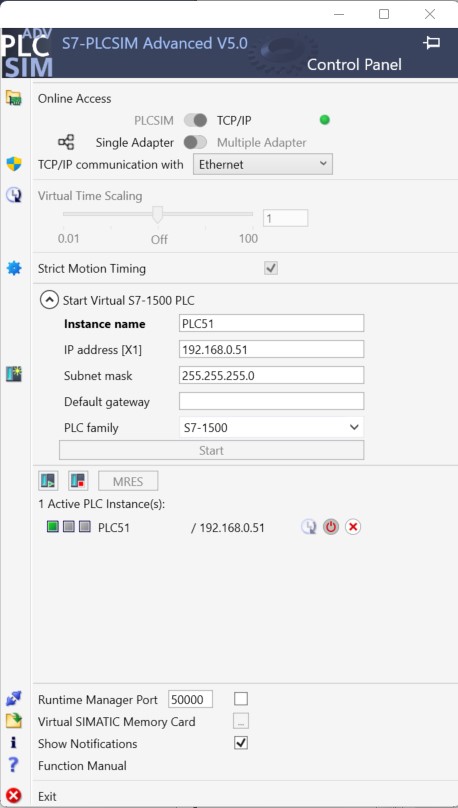 ADV
PLC
SIM
S7-PLCSIM Advanced V5.0
Control Panel
Online Access
PLCSIM TCP/IP
Single Adapter Multiple Adapter
TCP/IP communication with Ethernet
Virtual Time Scaling
1
0.01 Off 100
Strict Motion Timing
Start Virtual S7-1500 PLC
Instance name PLC51
IP address [X1] 192.168.0.51
Subnet mask 255.255.255.0
Default gateway
PLC family S7-1500
Start
MRES
1 Active PLC Instance(s):
PLC51 / 192.168.0.51
Runtime Manager Port 50000
Virtual SIMATIC Memory Card ...
Show Notifications
Function Manual
Exit